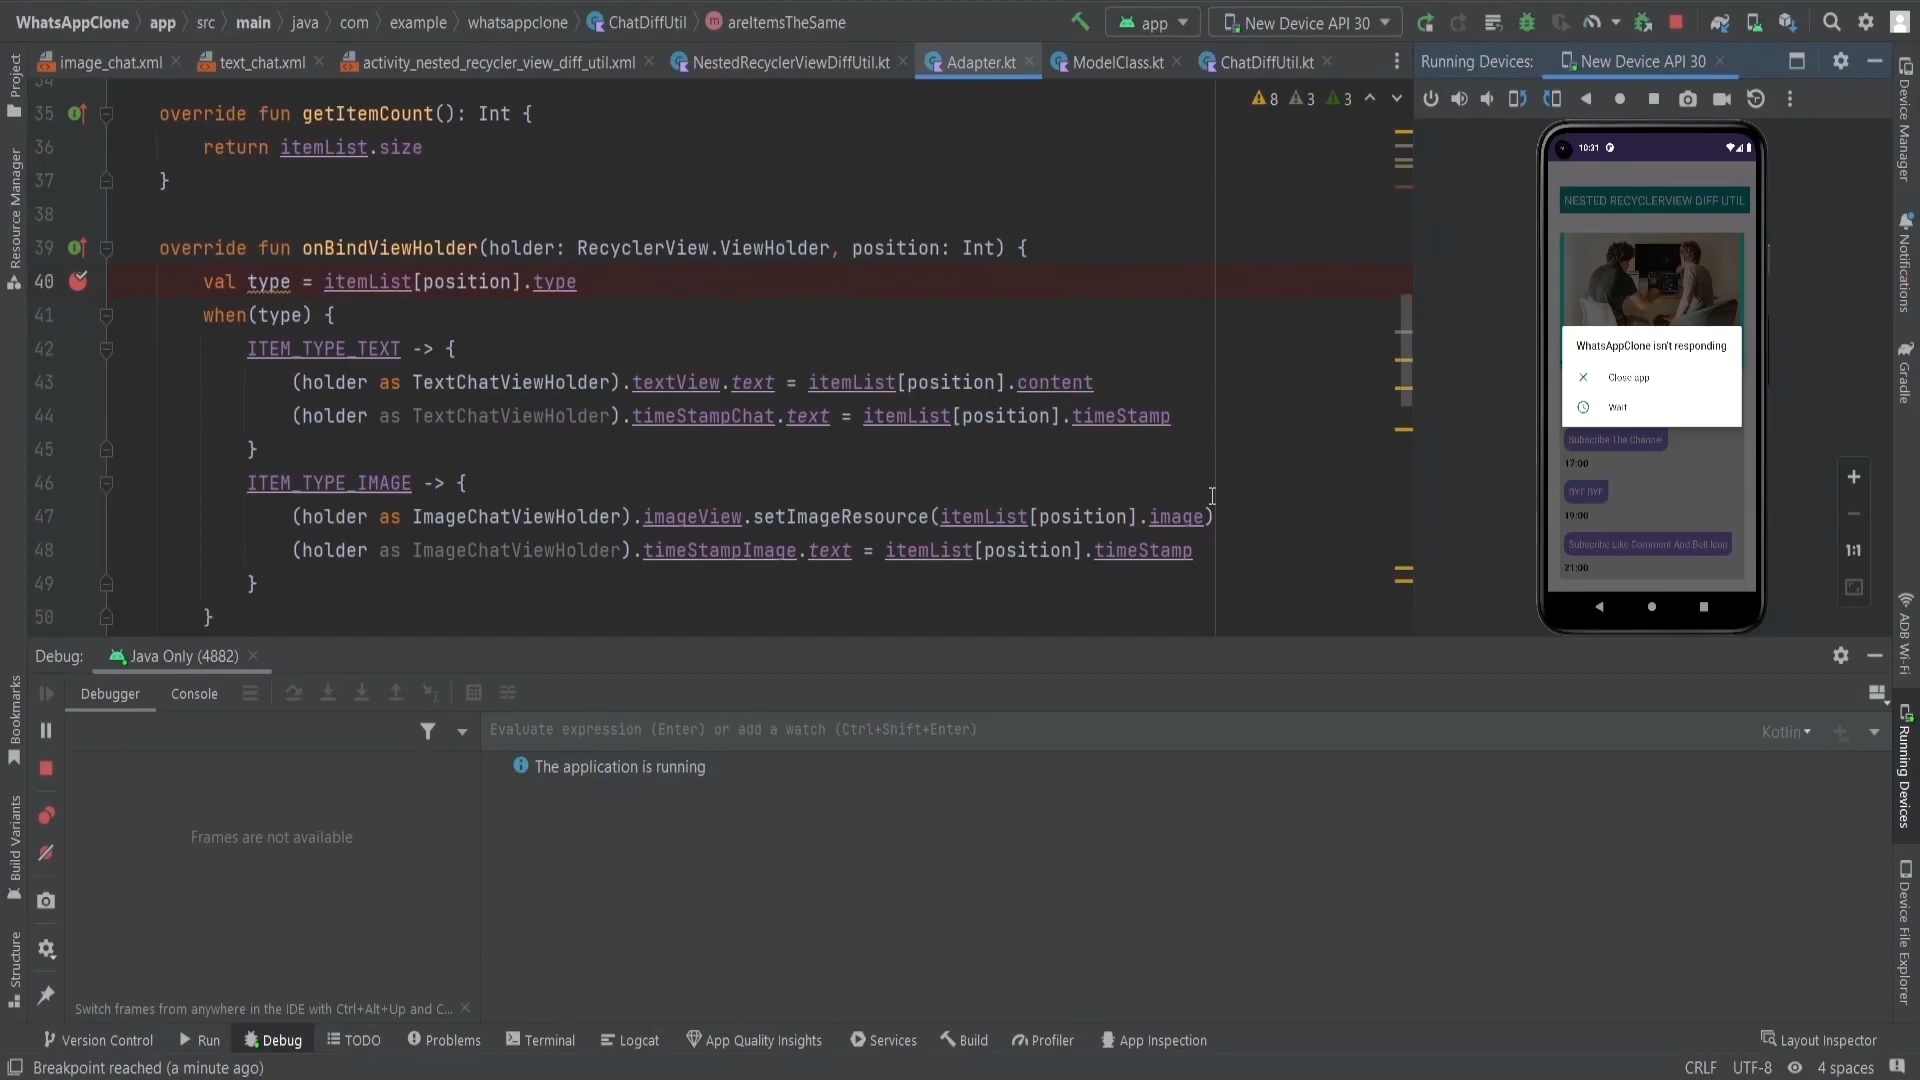 WhatsAppClone app src main java com example whatsappclone ChatDiffUtil areItemsTheSame
app New Device API 30
image_chat.xml text_chat.xml activity_nested_recycler_view_diff_util.xml NestedRecyclerViewDiffUtil.kt Adapter.kt ModelClass.kt ChatDiffUtil.kt
Running Devices: New Device API 30
8 3 3
34
35 override fun getItemCount(): Int {
36 return itemList.size
37 }
38
39 override fun onBindViewHolder(holder: RecyclerView.ViewHolder, position: Int) {
40 val type = itemList[position].type
41 when(type) {
42 ITEM_TYPE_TEXT -> {
43 (holder as TextChatViewHolder).textView.text = itemList[position].content
44 (holder as TextChatViewHolder).timeStampChat.text = itemList[position].timeStamp
45 }
46 ITEM_TYPE_IMAGE -> {
47 (holder as ImageChatViewHolder).imageView.setImageResource(itemList[position].image)
48 (holder as ImageChatViewHolder).timeStampImage.text = itemList[position].timeStamp
49 }
50 }
10:31
NESTED RECYCLERVIEW DIFF UTIL
WhatsAppClone isn't responding
Close app
Wait
Subscribe The Channel
17:00
19:00
Subscribe Like Comment And Bell Icon
21:00
1:1
Project
Resource Manager
Bookmarks
Build Variants
Structure
Device Manager
Notifications
Gradle
ADB Wi-Fi
Running Devices
Device File Explorer
Debug: Java Only (4882)
Debugger Console
Evaluate expression (Enter) or add a watch (Ctrl+Shift+Enter)
Kotlin
The application is running
Frames are not available
Switch frames from anywhere in the IDE with Ctrl+Alt+Up and C...
Version Control Run Debug TODO Problems Terminal Logcat App Quality Insights Services Build Profiler App Inspection Layout Inspector
Breakpoint reached (a minute ago)
CRLF UTF-8 4 spaces